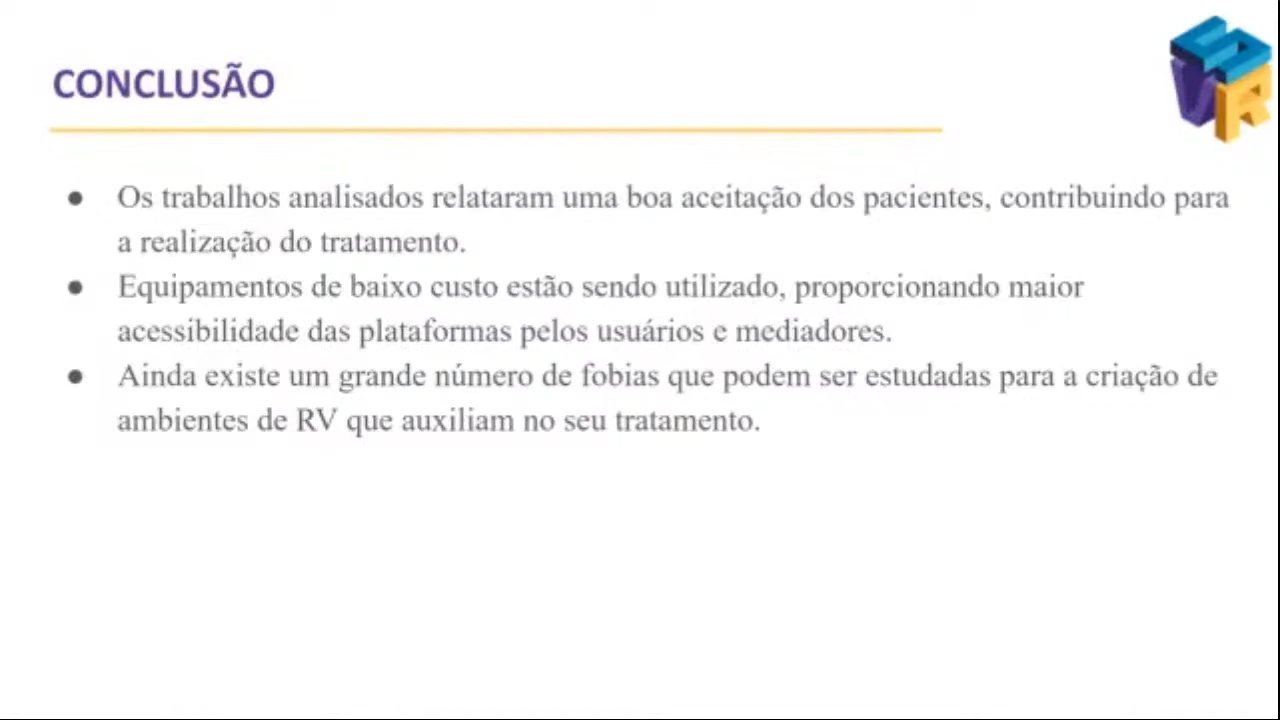 CONCLUSÃO
● Os trabalhos analisados relataram uma boa aceitação dos pacientes, contribuindo para
a realização do tratamento.
● Equipamentos de baixo custo estão sendo utilizado, proporcionando maior
acessibilidade das plataformas pelos usuários e mediadores.
● Ainda existe um grande número de fobias que podem ser estudadas para a criação de
ambientes de RV que auxiliam no seu tratamento.